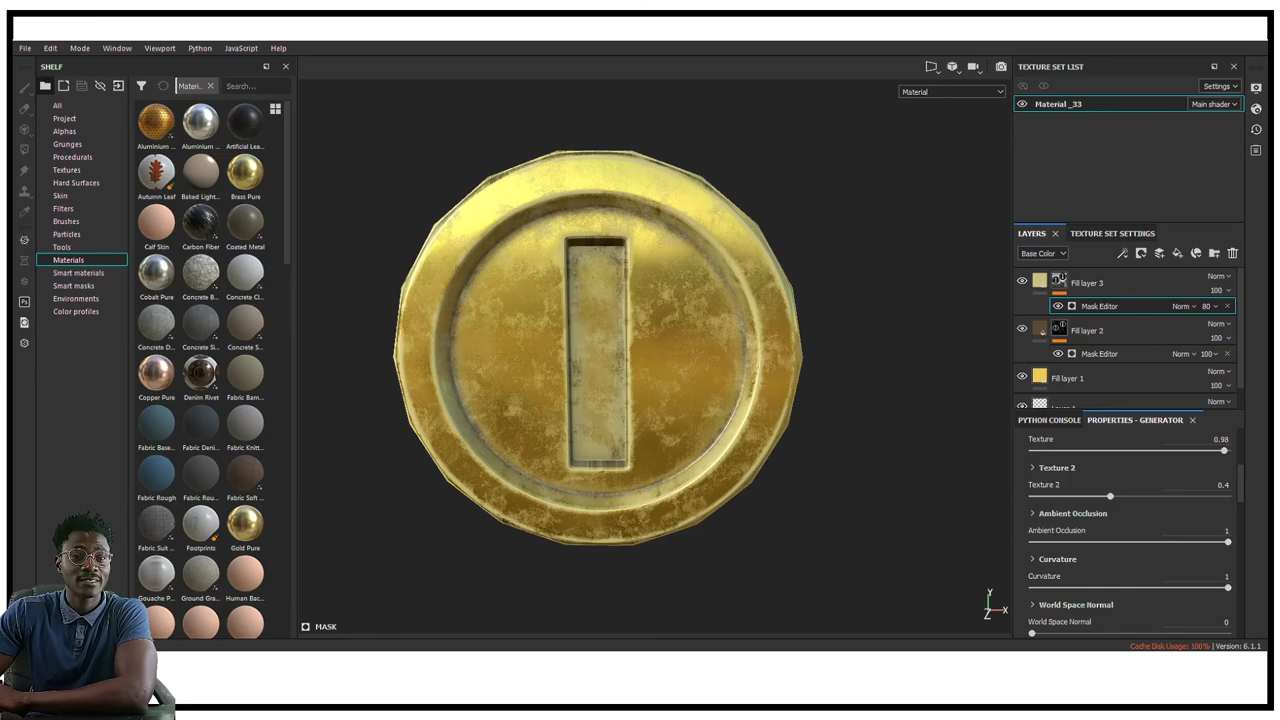 File Edit Mode Window Viewport Python JavaScript Help
SHELF
Materi... Search...
All
Project
Alphas
Grunges
Procedurals
Textures
Hard Surfaces
Skin
Filters
Brushes
Particles
Tools
Materials
Smart materials
Smart masks
Environments
Color profiles
Aluminium ... Aluminium ... Artificial Lea...
Autumn Leaf Baked Light... Brass Pure
Calf Skin Carbon Fiber Coated Metal
Cobalt Pure Concrete B... Concrete Cl...
Concrete D... Concrete Si... Concrete S...
Copper Pure Denim Rivet Fabric Bam...
Fabric Base... Fabric Deni... Fabric Knitt...
Fabric Rough Fabric Rou... Fabric Soft ...
Fabric Suit ... Footprints Gold Pure
Gouache P... Ground Gra... Human Bac...
Material
Y
X
Z
MASK
TEXTURE SET LIST
Settings
Material _33 Main shader
LAYERS TEXTURE SET SETTINGS
Base Color
Norm
Fill layer 3
100
Mask Editor Norm 80
Norm
Fill layer 2
100
Mask Editor Norm 100
Norm
Fill layer 1
100
Norm
PYTHON CONSOLE PROPERTIES - GENERATOR
Texture 0.98
Texture 2
Texture 2 0.4
Ambient Occlusion
Ambient Occlusion 1
Curvature
Curvature 1
World Space Normal
World Space Normal 0
Cache Disk Usage: 100% | Version: 6.1.1